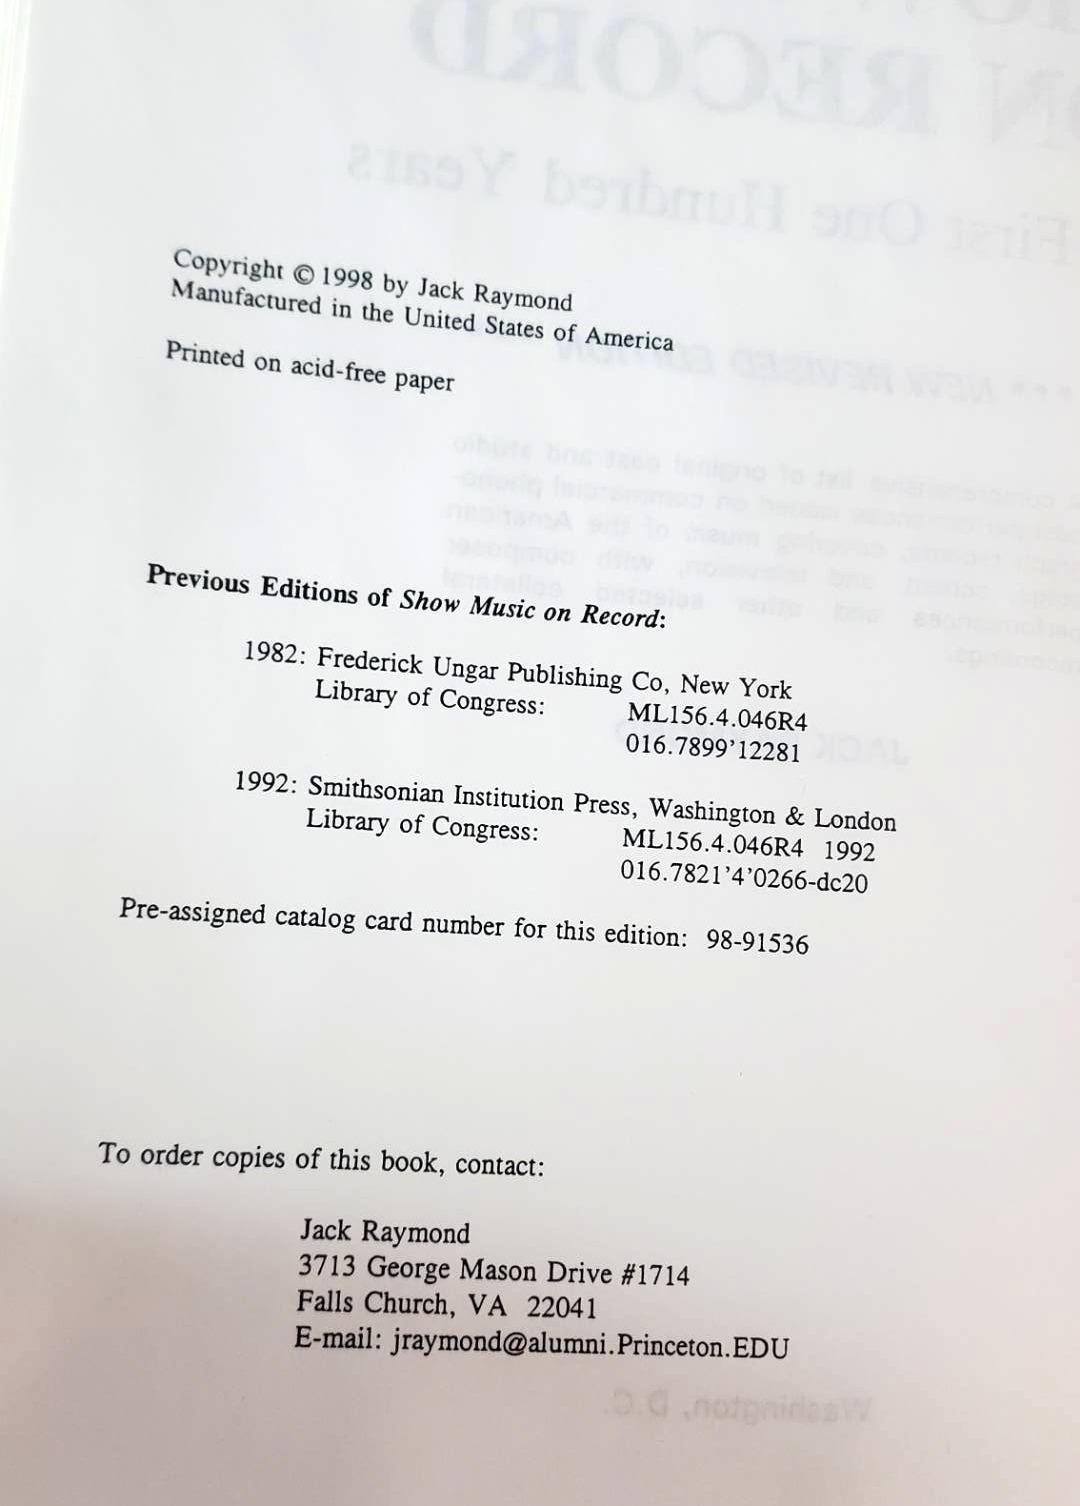 Copyright © 1998 by Jack Raymond
Manufactured in the United States of America
Printed on acid-free paper
Previous Editions of Show Music on Record:
1982: Frederick Ungar Publishing Co, New York
Library of Congress: ML156.4.046R4
016.7899'12281
1992: Smithsonian Institution Press, Washington & London
Library of Congress: ML156.4.046R4 1992
016.7821'4'0266-dc20
Pre-assigned catalog card number for this edition: 98-91536
To order copies of this book, contact:
Jack Raymond
3713 George Mason Drive #1714
Falls Church, VA 22041
E-mail: jraymond@alumni.Princeton.EDU